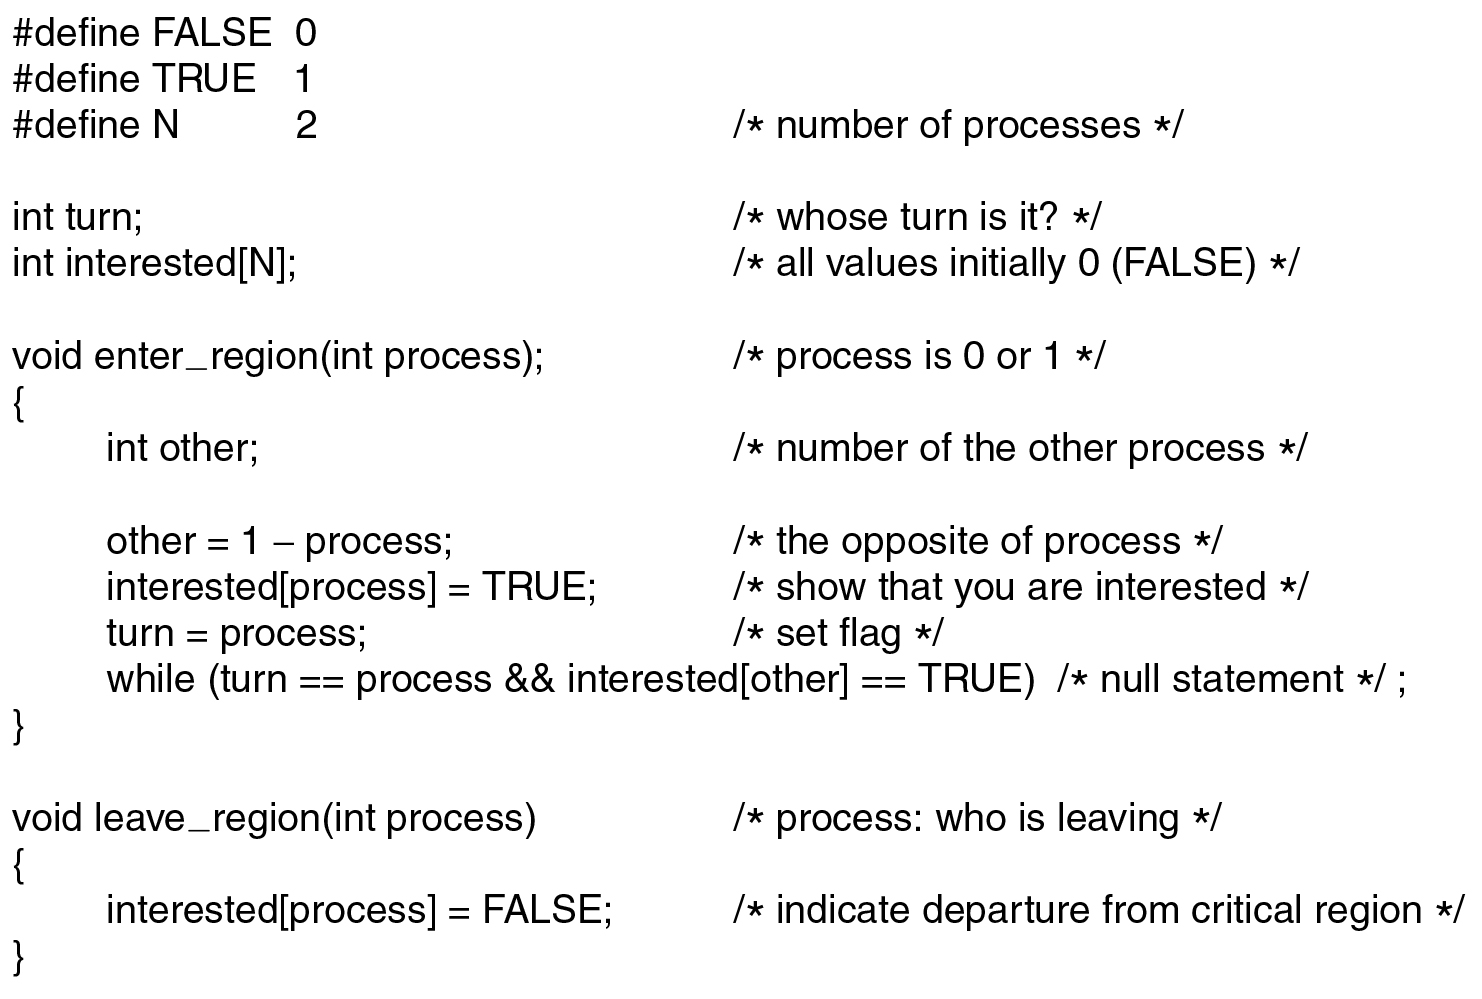 #define FALSE 0
#define TRUE 1
#define N 2 /* number of processes */
int turn; /* whose turn is it? */
int interested[N]; /* all values initially 0 (FALSE) */
void enter_region(int process); /* process is 0 or 1 */
{
int other; /* number of the other process */
other = 1 – process; /* the opposite of process */
interested[process] = TRUE; /* show that you are interested */
turn = process; /* set flag */
while (turn == process && interested[other] == TRUE) /* null statement */ ;
}
void leave_region(int process) /* process: who is leaving */
{
interested[process] = FALSE; /* indicate departure from critical region */
}